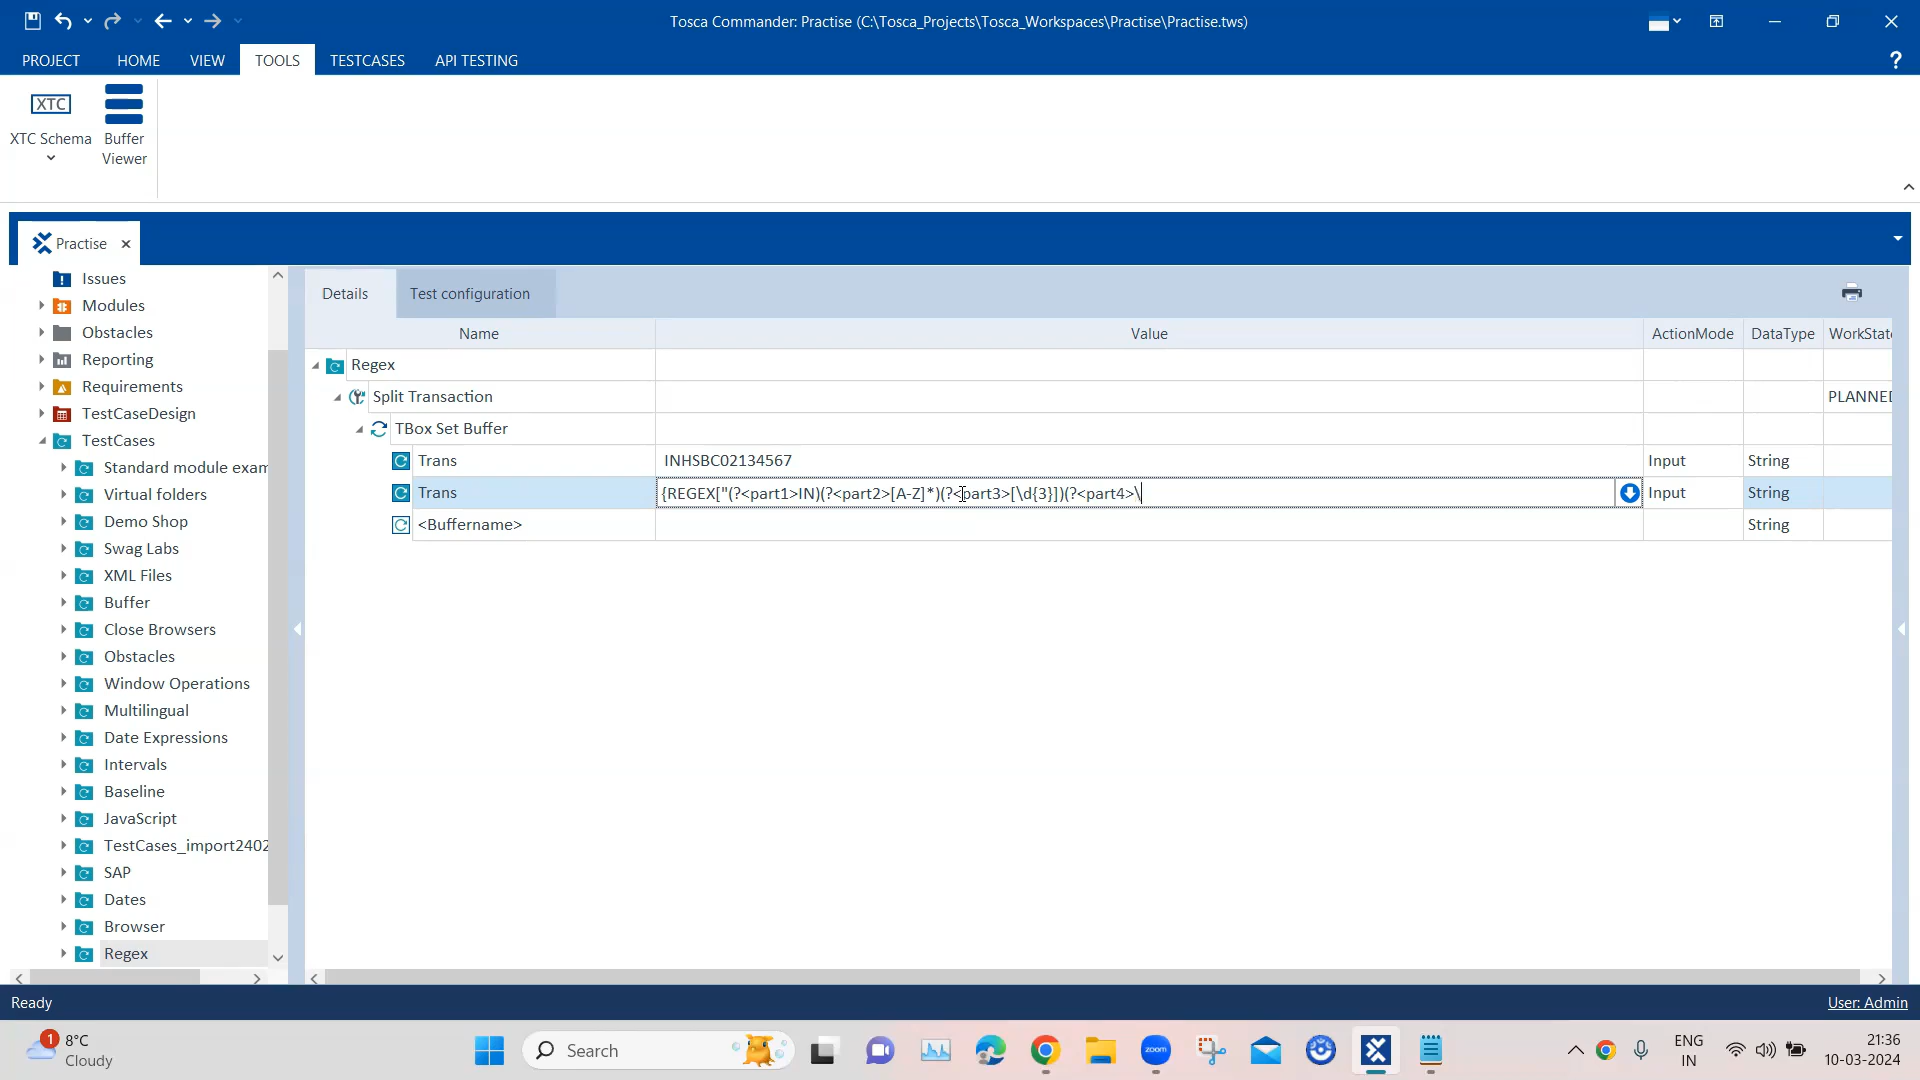 Tosca Commander: Practise (C:\Tosca_Projects\Tosca_Workspaces\Practise\Practise.tws)
PROJECT HOME VIEW TOOLS TESTCASES API TESTING ?
XTC
XTC Schema
Buffer
Viewer
Practise
Issues
Modules
Obstacles
Reporting
Requirements
TestCaseDesign
TestCases
Standard module exam
Virtual folders
Demo Shop
Swag Labs
XML Files
Buffer
Close Browsers
Obstacles
Window Operations
Multilingual
Date Expressions
Intervals
Baseline
JavaScript
TestCases_import2402
SAP
Dates
Browser
Regex
Details Test configuration
Name Value ActionMode DataType WorkState
Regex
Split Transaction PLANNED
TBox Set Buffer
Trans INHSBC02134567 Input String
Trans {REGEX["(?<part1>IN)(?<part2>[A-Z]*)(?<part3>[\d{3}])(?<part4>\ Input String
<Buffername> String
Ready User: Admin
1
8°C
Cloudy
Search
zoom
ENG
IN
21:36
10-03-2024